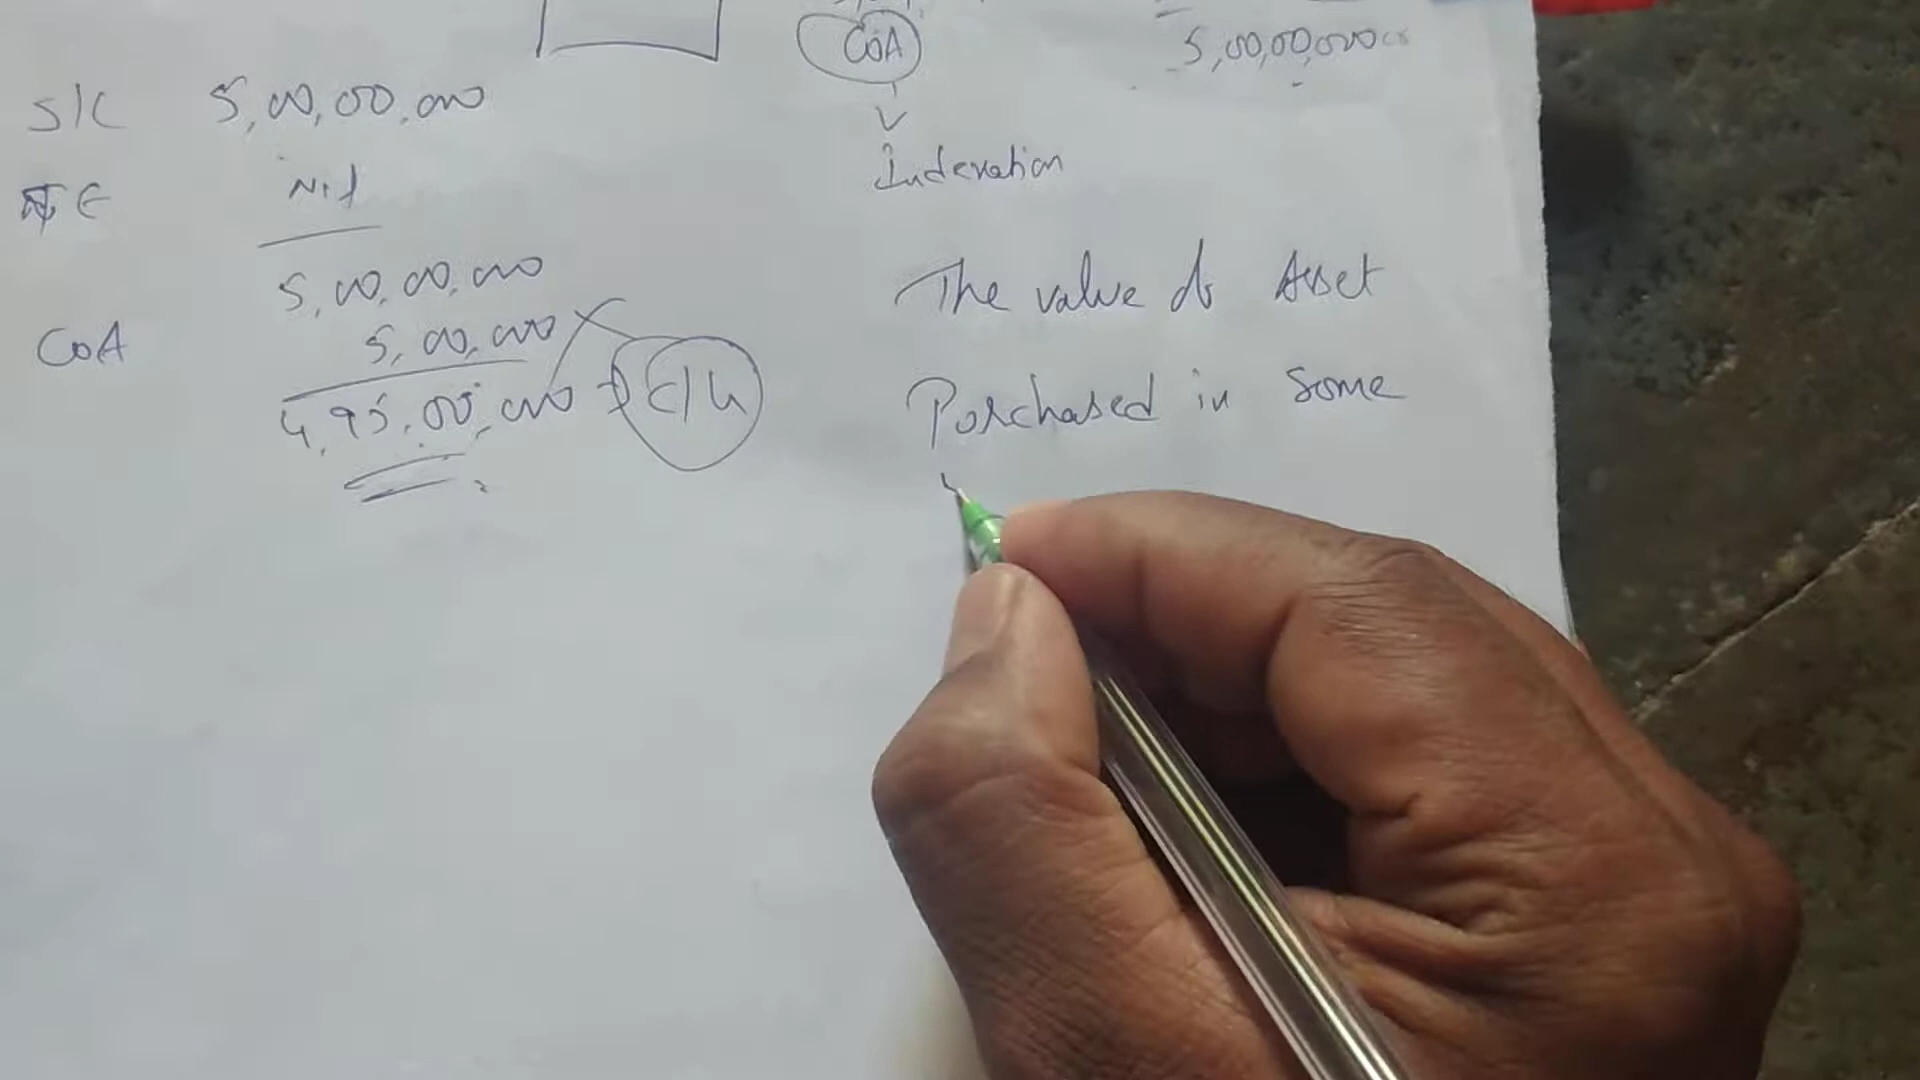 COA
5,00,00,000
S/C 5,00,00,000
Indexation
TE Nil
5,00,00,000
The value of Asset
COA 5,00,000
4,95,00,000
Purchased in Some